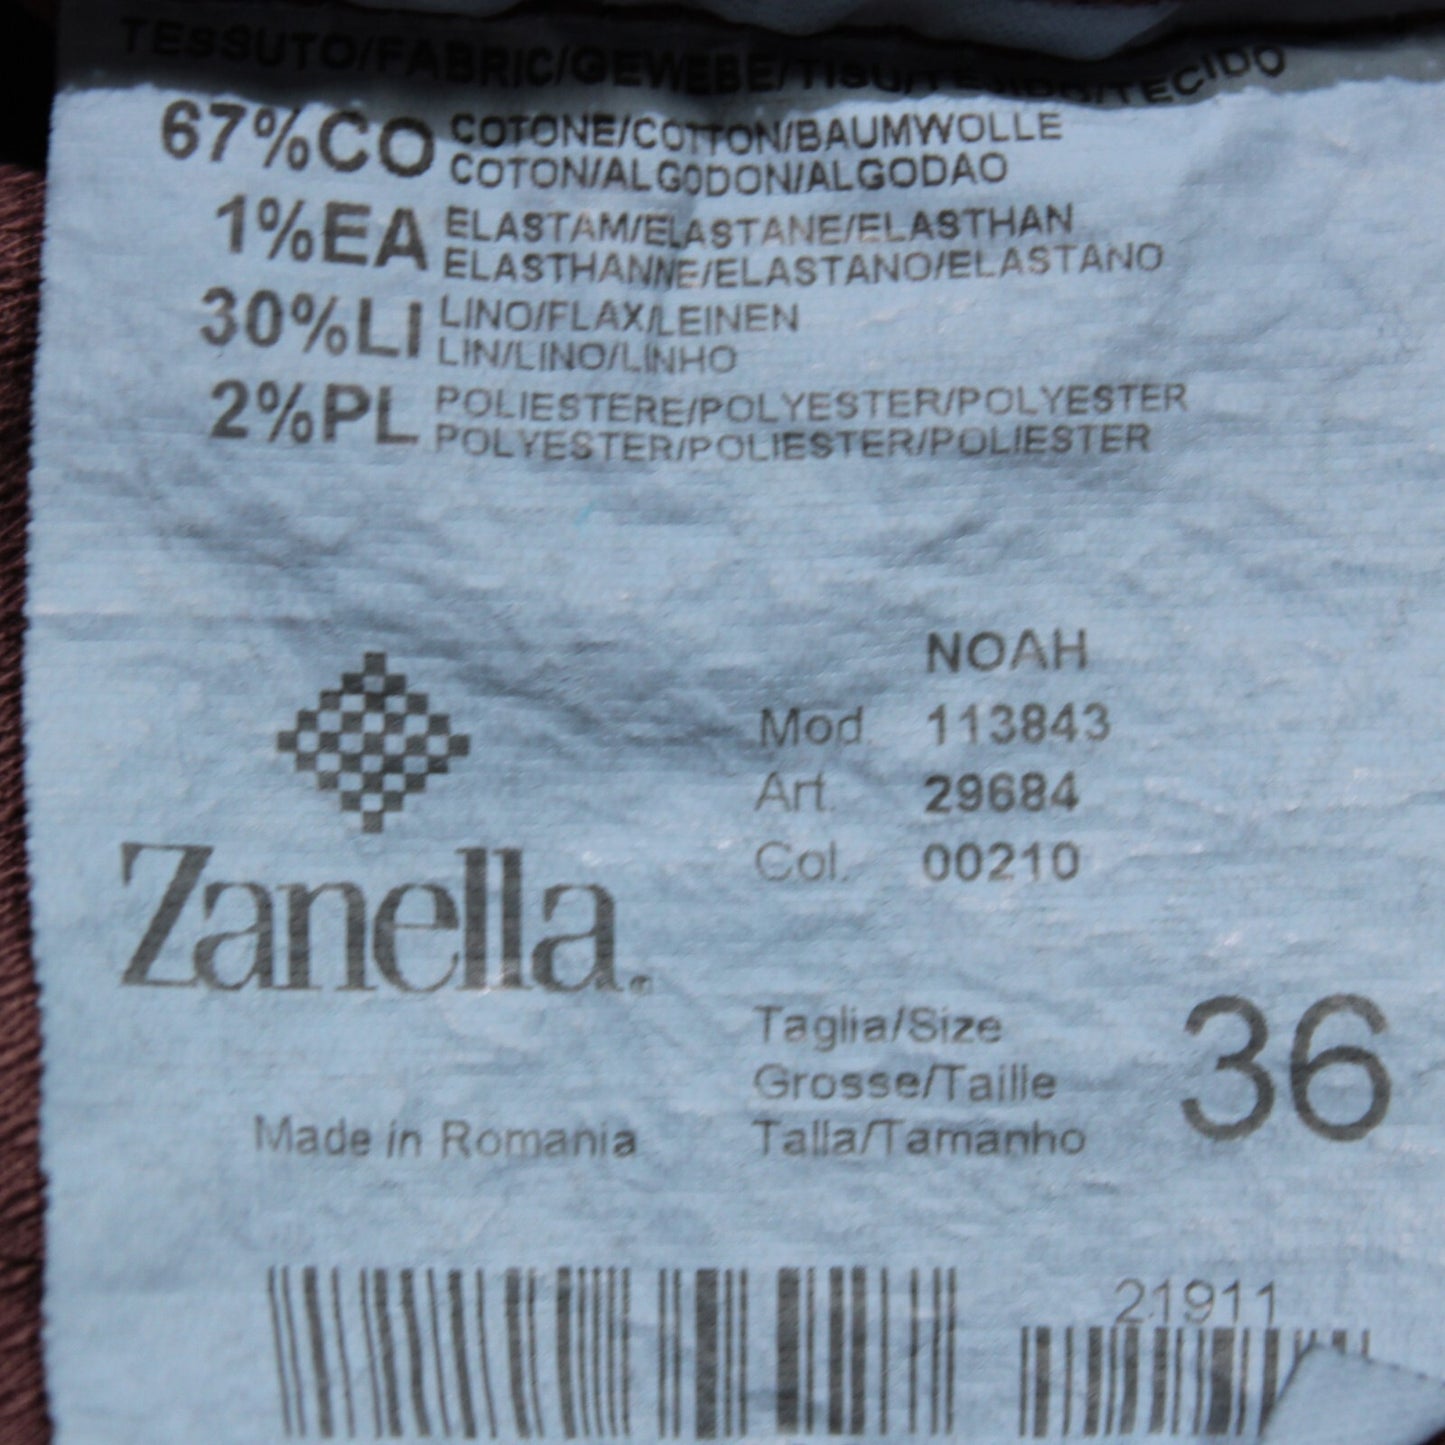 TESSUTO/FABRIC/GEWEBE/TISU/TEJIDO/TECIDO
67%CO COTONE/COTTON/BAUMWOLLE
COTON/ALGODON/ALGODAO
1%EA ELASTAM/ELASTANE/ELASTHAN
ELASTHANNE/ELASTANO/ELASTANO
30%LI LINO/FLAX/LEINEN
LIN/LINO/LINHO
2%PL POLIESTERE/POLYESTER/POLYESTER
POLYESTER/POLIESTER/POLIESTER
NOAH
Mod. 113843
Art. 29684
Col. 00210
Zanella.
Taglia/Size
Grosse/Taille
Talla/Tamanho
36
Made in Romania
21911